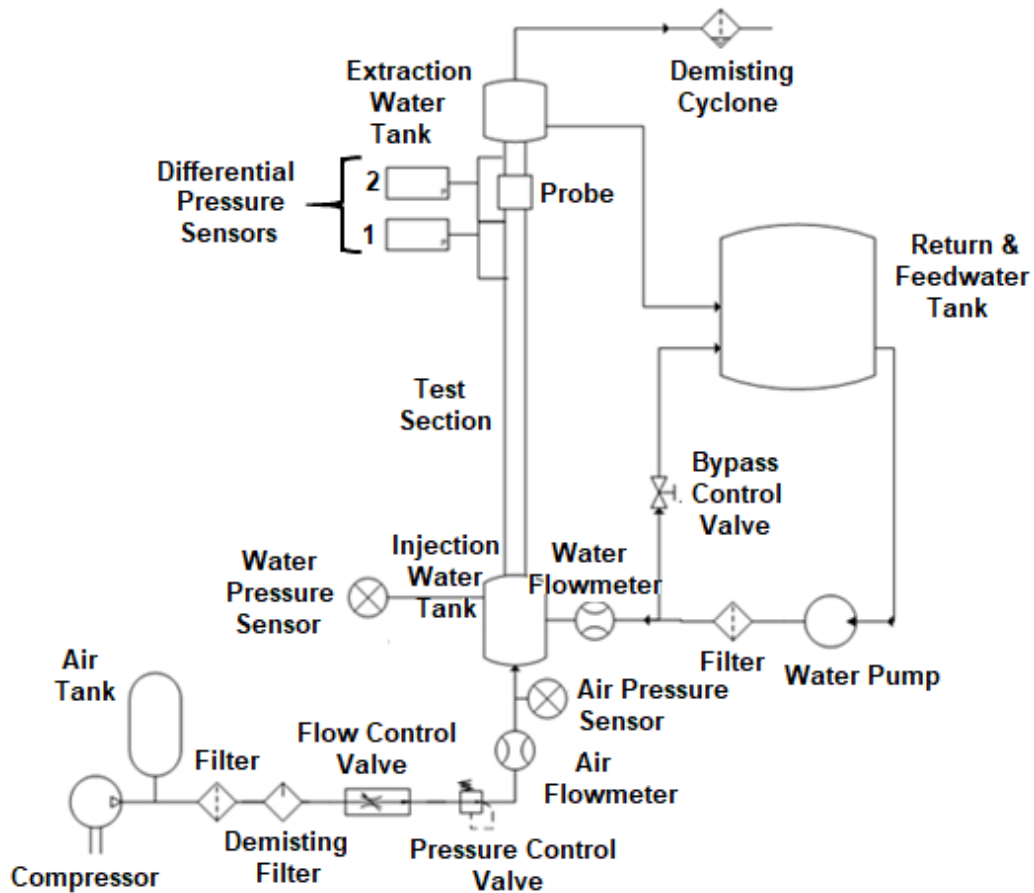 Extraction
Water
Tank
Demisting
Cyclone
Differential
Pressure
Sensors
2
1
Probe
Return &
Feedwater
Tank
Test
Section
Bypass
Control
Valve
Water
Pressure
Sensor
Injection
Water
Tank
Water
Flowmeter
Filter
Water Pump
Air
Tank
Air Pressure
Sensor
Flow Control
Valve
Filter
Air
Flowmeter
Demisting
Filter
Pressure Control
Valve
Compressor